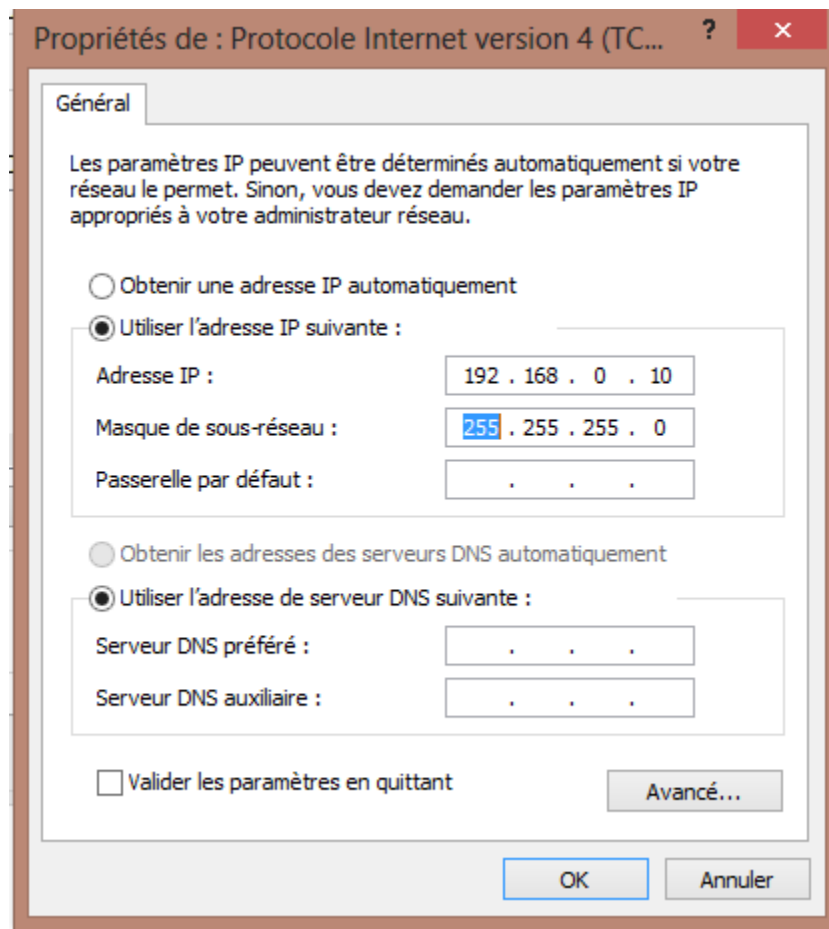 Propriétés de : Protocole Internet version 4 (TC...
?
Général
Les paramètres IP peuvent être déterminés automatiquement si votre
réseau le permet. Sinon, vous devez demander les paramètres IP
appropriés à votre administrateur réseau.
Obtenir une adresse IP automatiquement
Utiliser l'adresse IP suivante :
Adresse IP : 192 . 168 . 0 . 10
Masque de sous-réseau : 255 . 255 . 255 . 0
Passerelle par défaut : . . .
Obtenir les adresses des serveurs DNS automatiquement
Utiliser l'adresse de serveur DNS suivante :
Serveur DNS préféré : . . .
Serveur DNS auxiliaire : . . .
Valider les paramètres en quittant
Avancé...
OK Annuler